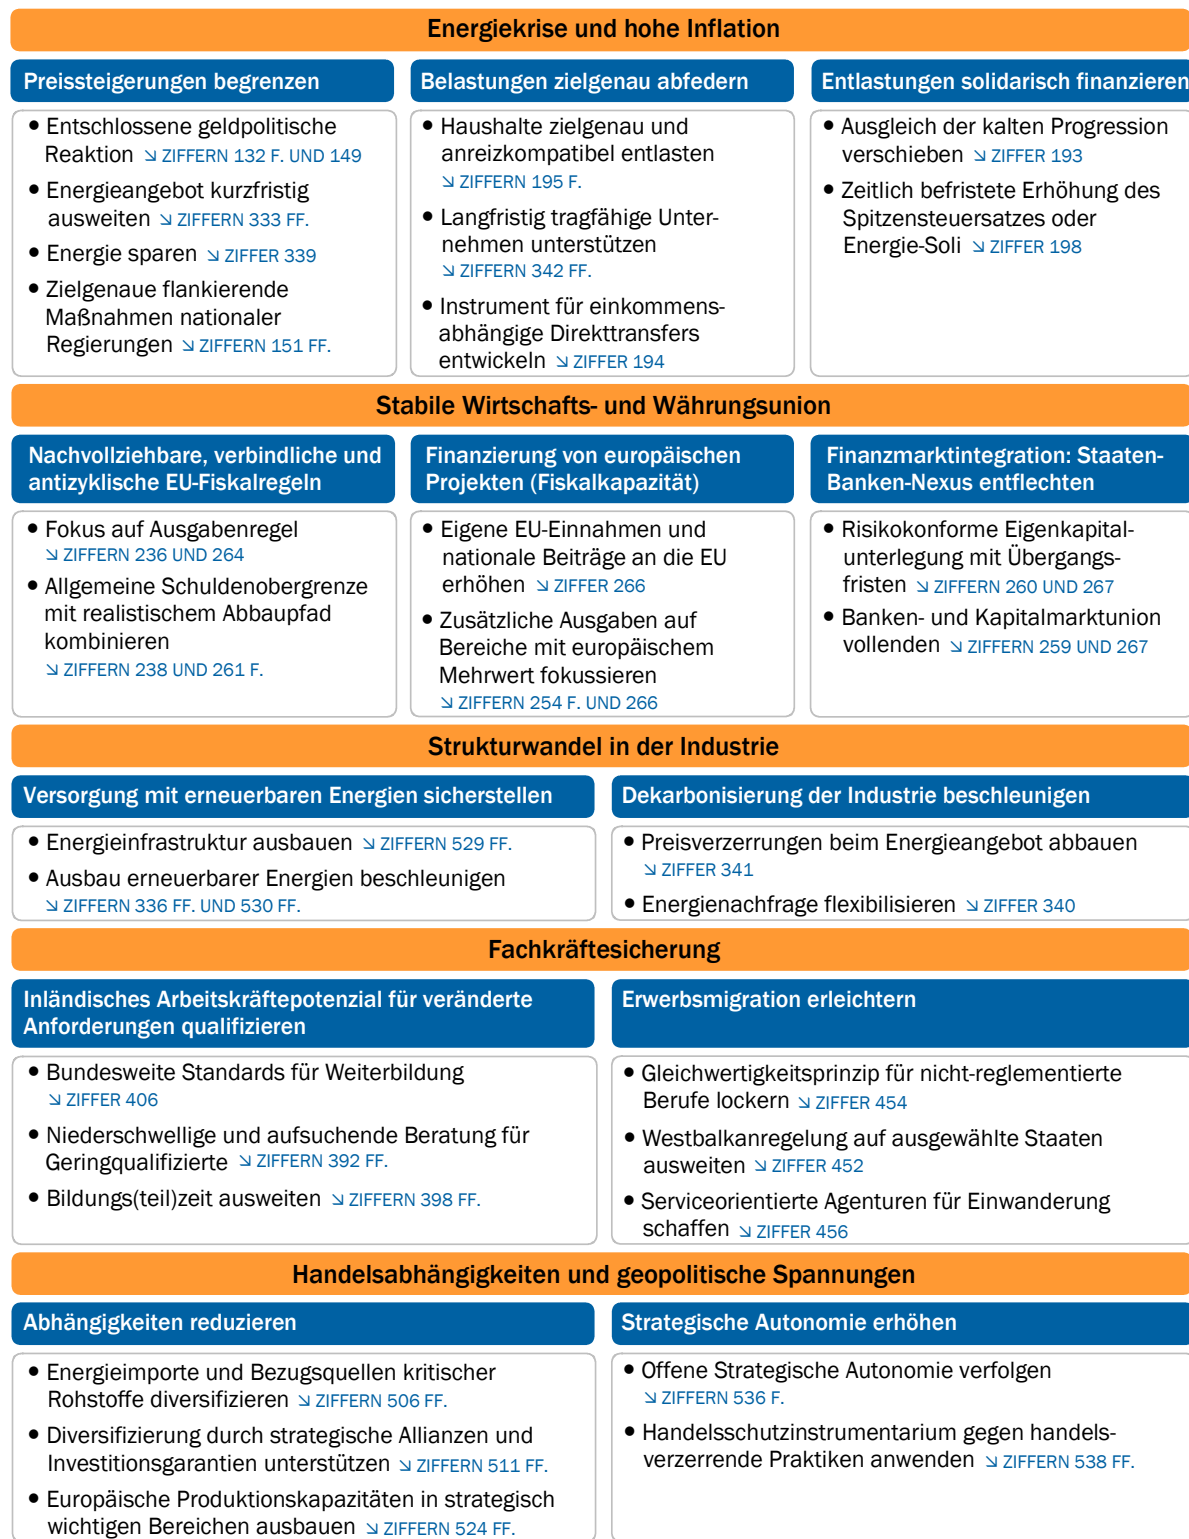 Energiekrise und hohe Inflation
Preissteigerungen begrenzen
• Entschlossene geldpolitische
Reaktion ↘ ZIFFERN 132 F. UND 149
• Energieangebot kurzfristig
ausweiten ↘ ZIFFERN 333 FF.
• Energie sparen ↘ ZIFFER 339
• Zielgenaue flankierende
Maßnahmen nationaler
Regierungen ↘ ZIFFERN 151 FF.
Belastungen zielgenau abfedern
• Haushalte zielgenau und
anreizkompatibel entlasten
↘ ZIFFERN 195 F.
• Langfristig tragfähige Unter-
nehmen unterstützen
↘ ZIFFERN 342 FF.
• Instrument für einkommens-
abhängige Direkttransfers
entwickeln ↘ ZIFFER 194
Entlastungen solidarisch finanzieren
• Ausgleich der kalten Progression
verschieben ↘ ZIFFER 193
• Zeitlich befristete Erhöhung des
Spitzensteuersatzes oder
Energie-Soli ↘ ZIFFER 198
Stabile Wirtschafts- und Währungsunion
Nachvollziehbare, verbindliche und
antizyklische EU-Fiskalregeln
• Fokus auf Ausgabenregel
↘ ZIFFERN 236 UND 264
• Allgemeine Schuldenobergrenze
mit realistischem Abbaupfad
kombinieren
↘ ZIFFERN 238 UND 261 F.
Finanzierung von europäischen
Projekten (Fiskalkapazität)
• Eigene EU-Einnahmen und
nationale Beiträge an die EU
erhöhen ↘ ZIFFER 266
• Zusätzliche Ausgaben auf
Bereiche mit europäischem
Mehrwert fokussieren
↘ ZIFFERN 254 F. UND 266
Finanzmarktintegration: Staaten-
Banken-Nexus entflechten
• Risikokonforme Eigenkapital-
unterlegung mit Übergangs-
fristen ↘ ZIFFERN 260 UND 267
• Banken- und Kapitalmarktunion
vollenden ↘ ZIFFERN 259 UND 267
Strukturwandel in der Industrie
Versorgung mit erneuerbaren Energien sicherstellen
• Energieinfrastruktur ausbauen ↘ ZIFFERN 529 FF.
• Ausbau erneuerbarer Energien beschleunigen
↘ ZIFFERN 336 FF. UND 530 FF.
Dekarbonisierung der Industrie beschleunigen
• Preisverzerrungen beim Energieangebot abbauen
↘ ZIFFER 341
• Energienachfrage flexibilisieren ↘ ZIFFER 340
Fachkräftesicherung
Inländisches Arbeitskräftepotenzial für veränderte
Anforderungen qualifizieren
• Bundesweite Standards für Weiterbildung
↘ ZIFFER 406
• Niederschwellige und aufsuchende Beratung für
Geringqualifizierte ↘ ZIFFERN 392 FF.
• Bildungs(teil)zeit ausweiten ↘ ZIFFERN 398 FF.
Erwerbsmigration erleichtern
• Gleichwertigkeitsprinzip für nicht-reglementierte
Berufe lockern ↘ ZIFFER 454
• Westbalkanregelung auf ausgewählte Staaten
ausweiten ↘ ZIFFER 452
• Serviceorientierte Agenturen für Einwanderung
schaffen ↘ ZIFFER 456
Handelsabhängigkeiten und geopolitische Spannungen
Abhängigkeiten reduzieren
• Energieimporte und Bezugsquellen kritischer
Rohstoffe diversifizieren ↘ ZIFFERN 506 FF.
• Diversifizierung durch strategische Allianzen und
Investitionsgarantien unterstützen ↘ ZIFFERN 511 FF.
• Europäische Produktionskapazitäten in strategisch
wichtigen Bereichen ausbauen ↘ ZIFFERN 524 FF.
Strategische Autonomie erhöhen
• Offene Strategische Autonomie verfolgen
↘ ZIFFERN 536 F.
• Handelsschutzinstrumentarium gegen handels-
verzerrende Praktiken anwenden ↘ ZIFFERN 538 FF.